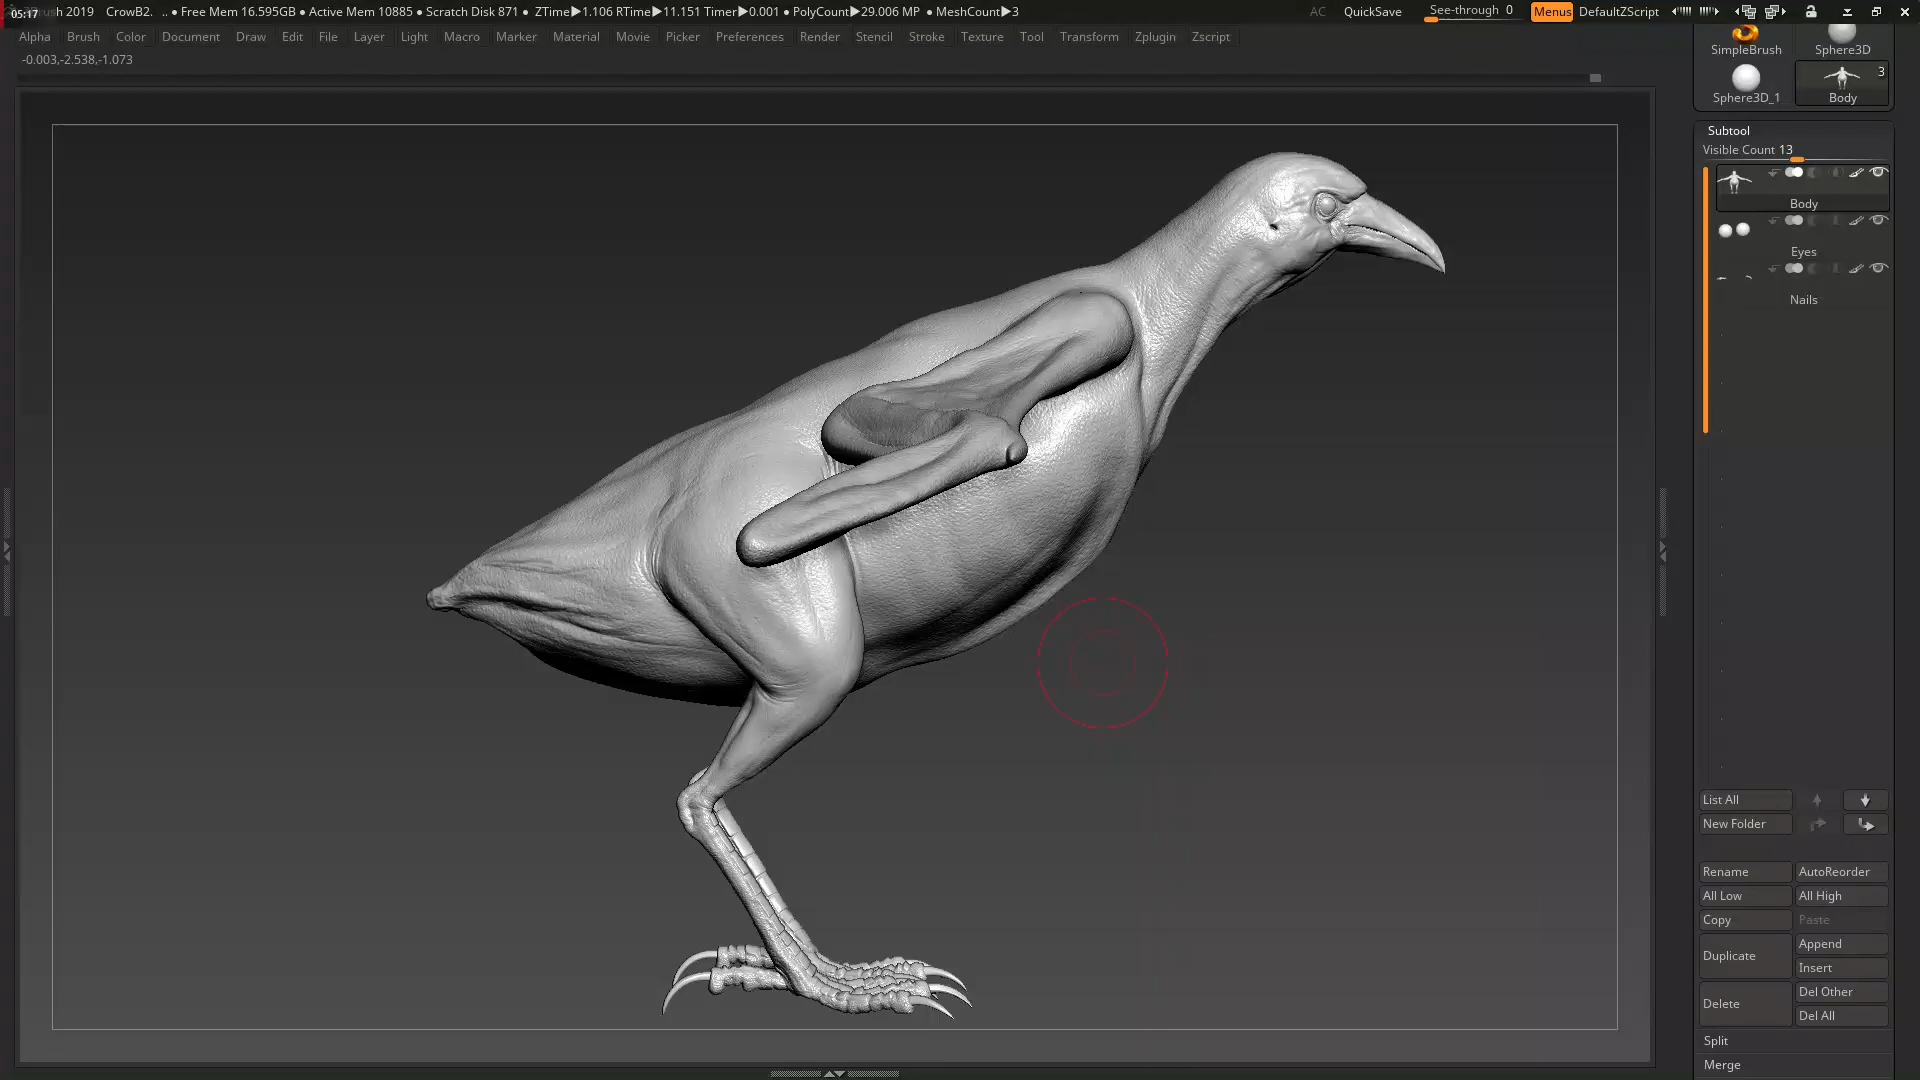 05:17 2019 CrowB2. .. ● Free Mem 16.595GB ● Active Mem 10885 ● Scratch Disk 871 ● ZTime▶1.106 RTime▶11.151 Timer▶0.001 ● PolyCount▶29.006 MP ● MeshCount▶3 AC QuickSave See-through 0 Menus DefaultZScript
Alpha Brush Color Document Draw Edit File Layer Light Macro Marker Material Movie Picker Preferences Render Stencil Stroke Texture Tool Transform Zplugin Zscript
-0.003,-2.538,-1.073
SimpleBrush Sphere3D
3
Sphere3D_1 Body
Subtool
Visible Count 13
Body
Eyes
Nails
List All
New Folder
Rename AutoReorder
All Low All High
Copy Paste
Duplicate Append
Insert
Delete Del Other
Del All
Split
Merge